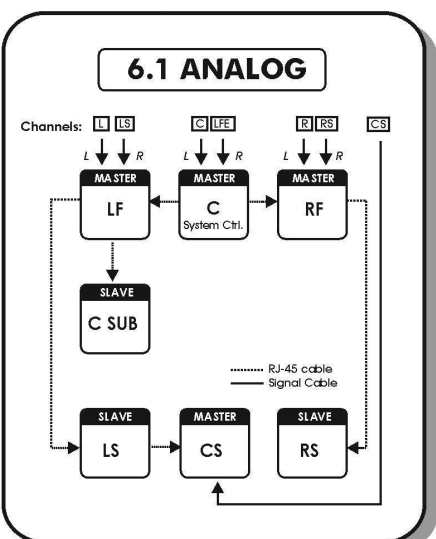 6.1 ANALOG
Channels: L LS C LFE R RS CS
L R L R L R
MASTER MASTER MASTER
LF C RF
System Ctrl.
SLAVE
C SUB
RJ-45 cable
Signal Cable
SLAVE MASTER SLAVE
LS CS RS